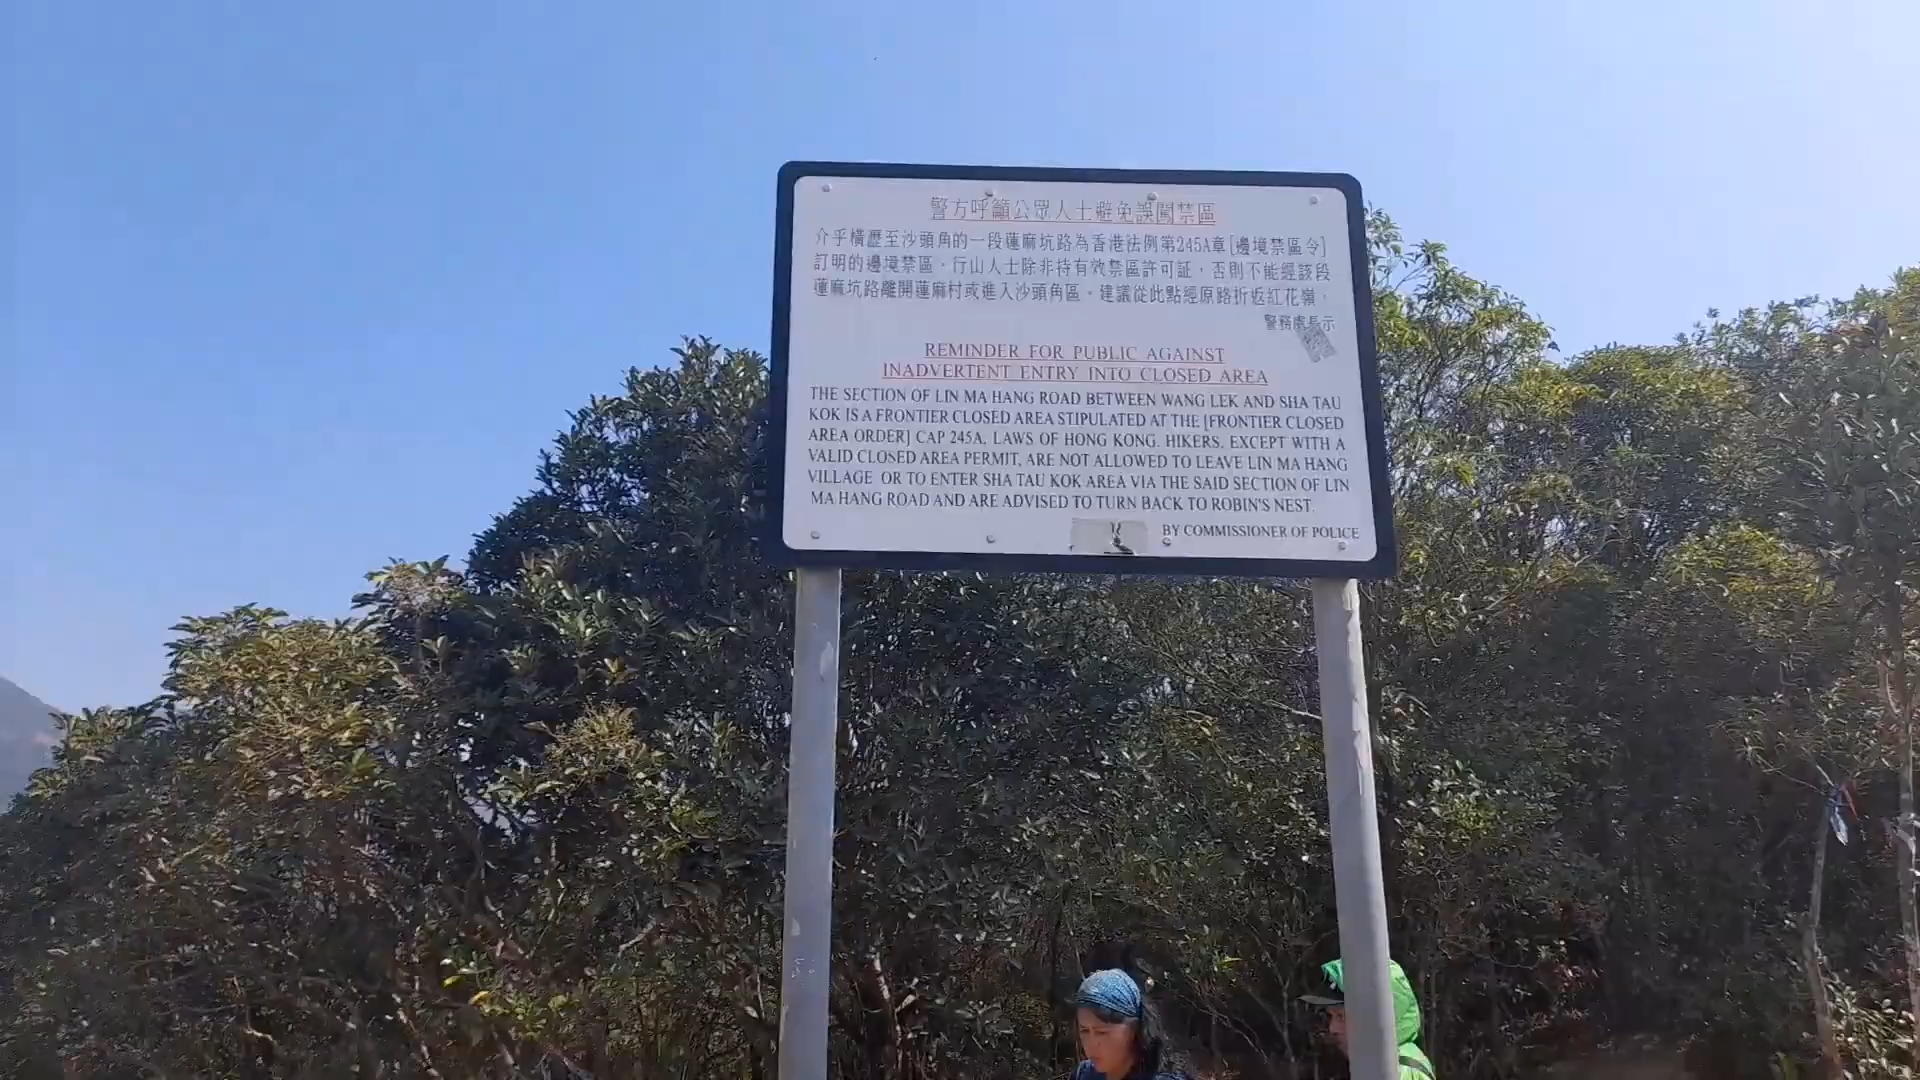 警方呼籲公眾人士避免誤闖禁區
介乎橫瀝至沙頭角的一段蓮麻坑路為香港法例第245A章[邊境禁區令]
訂明的邊境禁區。行山人士除非持有效禁區許可証，否則不能經該段
蓮麻坑路離開蓮麻村或進入沙頭角區。建議從此點經原路折返紅花嶺。
警務處長示
REMINDER FOR PUBLIC AGAINST
INADVERTENT ENTRY INTO CLOSED AREA
THE SECTION OF LIN MA HANG ROAD BETWEEN WANG LEK AND SHA TAU
KOK IS A FRONTIER CLOSED AREA STIPULATED AT THE [FRONTIER CLOSED
AREA ORDER] CAP 245A, LAWS OF HONG KONG. HIKERS, EXCEPT WITH A
VALID CLOSED AREA PERMIT, ARE NOT ALLOWED TO LEAVE LIN MA HANG
VILLAGE OR TO ENTER SHA TAU KOK AREA VIA THE SAID SECTION OF LIN
MA HANG ROAD AND ARE ADVISED TO TURN BACK TO ROBIN'S NEST.
BY COMMISSIONER OF POLICE